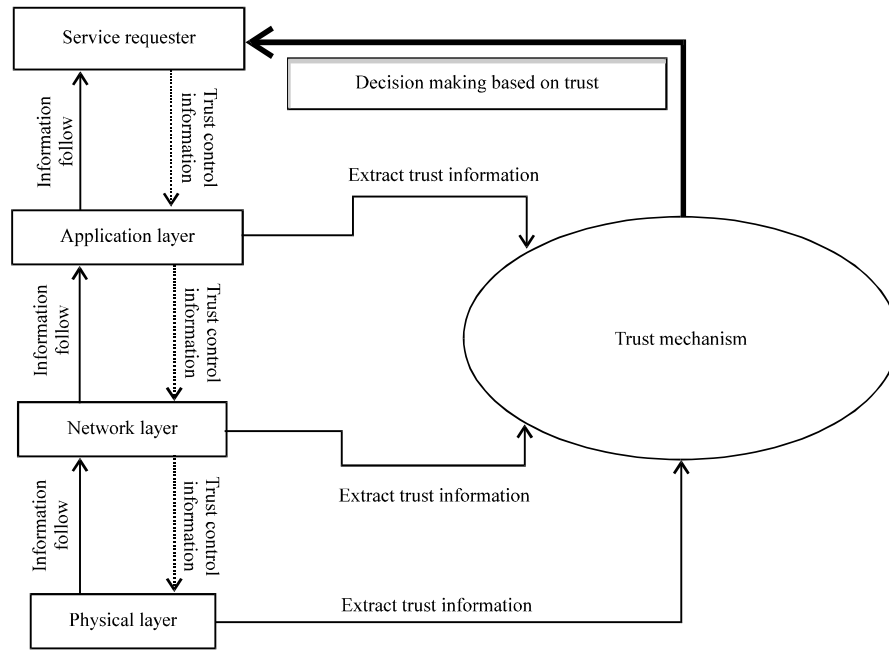 Service requester
Decision making based on trust
Information
follow
Trust control
information
Extract trust information
Application layer
Information
follow
Trust control
information
Trust mechanism
Network layer
Extract trust information
Information
follow
Trust control
information
Extract trust information
Physical layer